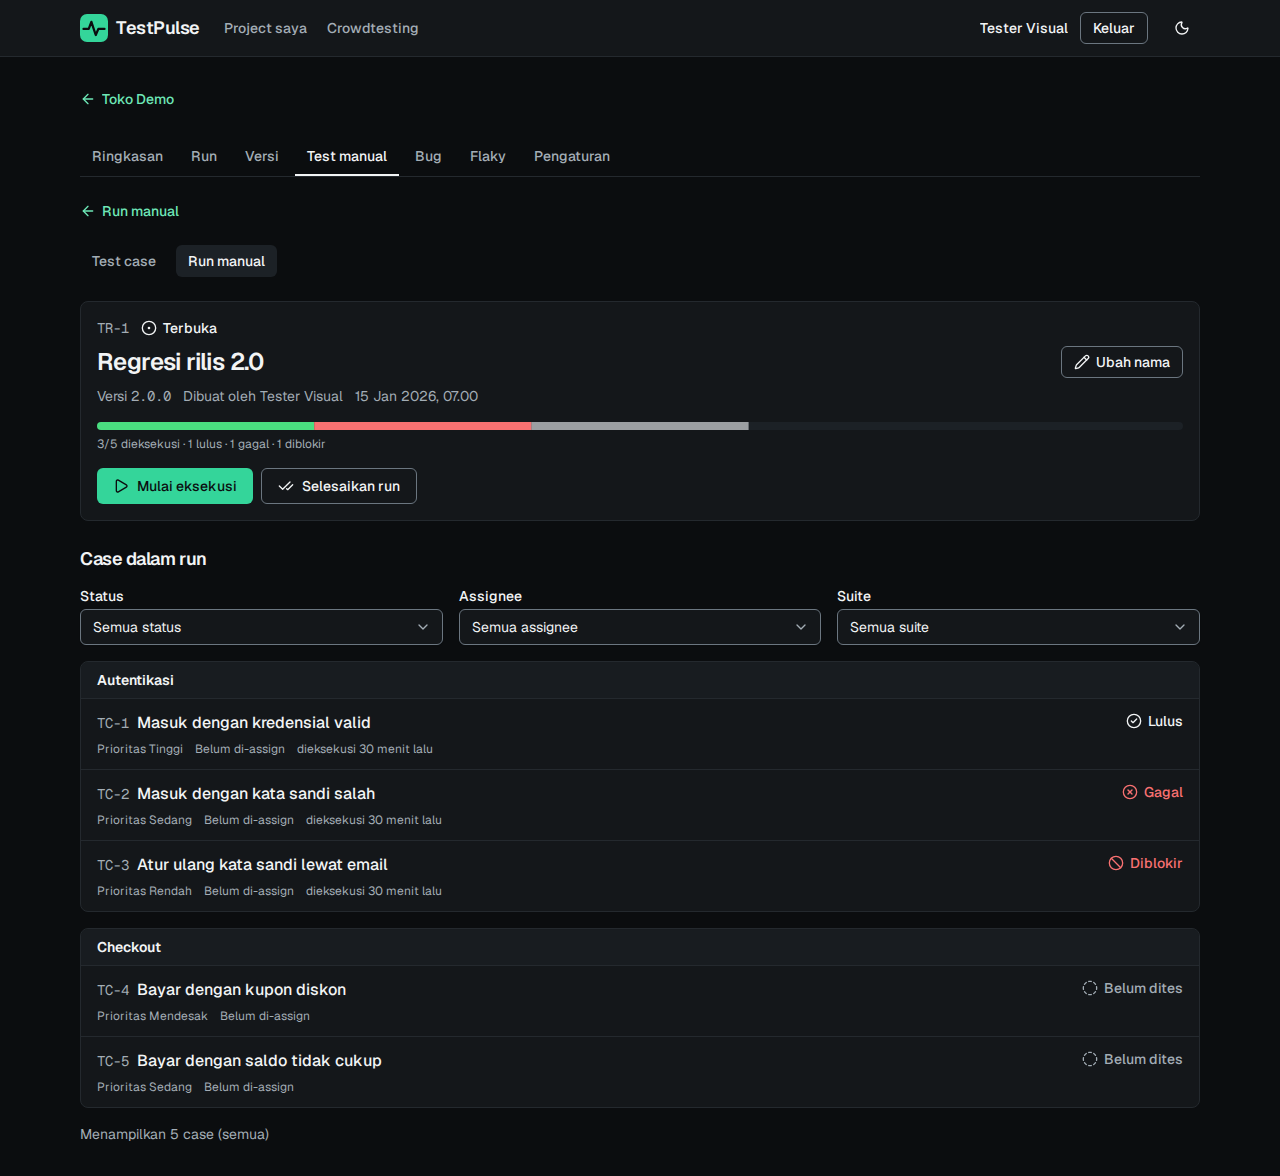 TestPulse Project saya Crowdtesting Tester Visual Keluar
Toko Demo
Ringkasan Run Versi Test manual Bug Flaky Pengaturan
Run manual
Test case Run manual
TR-1 Terbuka
Regresi rilis 2.0 Ubah nama
Versi 2.0.0 Dibuat oleh Tester Visual 15 Jan 2026, 07.00
3/5 dieksekusi · 1 lulus · 1 gagal · 1 diblokir
Mulai eksekusi Selesaikan run
Case dalam run
Status Assignee Suite
Semua status Semua assignee Semua suite
Autentikasi
TC-1 Masuk dengan kredensial valid Lulus
Prioritas Tinggi Belum di-assign dieksekusi 30 menit lalu
TC-2 Masuk dengan kata sandi salah Gagal
Prioritas Sedang Belum di-assign dieksekusi 30 menit lalu
TC-3 Atur ulang kata sandi lewat email Diblokir
Prioritas Rendah Belum di-assign dieksekusi 30 menit lalu
Checkout
TC-4 Bayar dengan kupon diskon Belum dites
Prioritas Mendesak Belum di-assign
TC-5 Bayar dengan saldo tidak cukup Belum dites
Prioritas Sedang Belum di-assign
Menampilkan 5 case (semua)